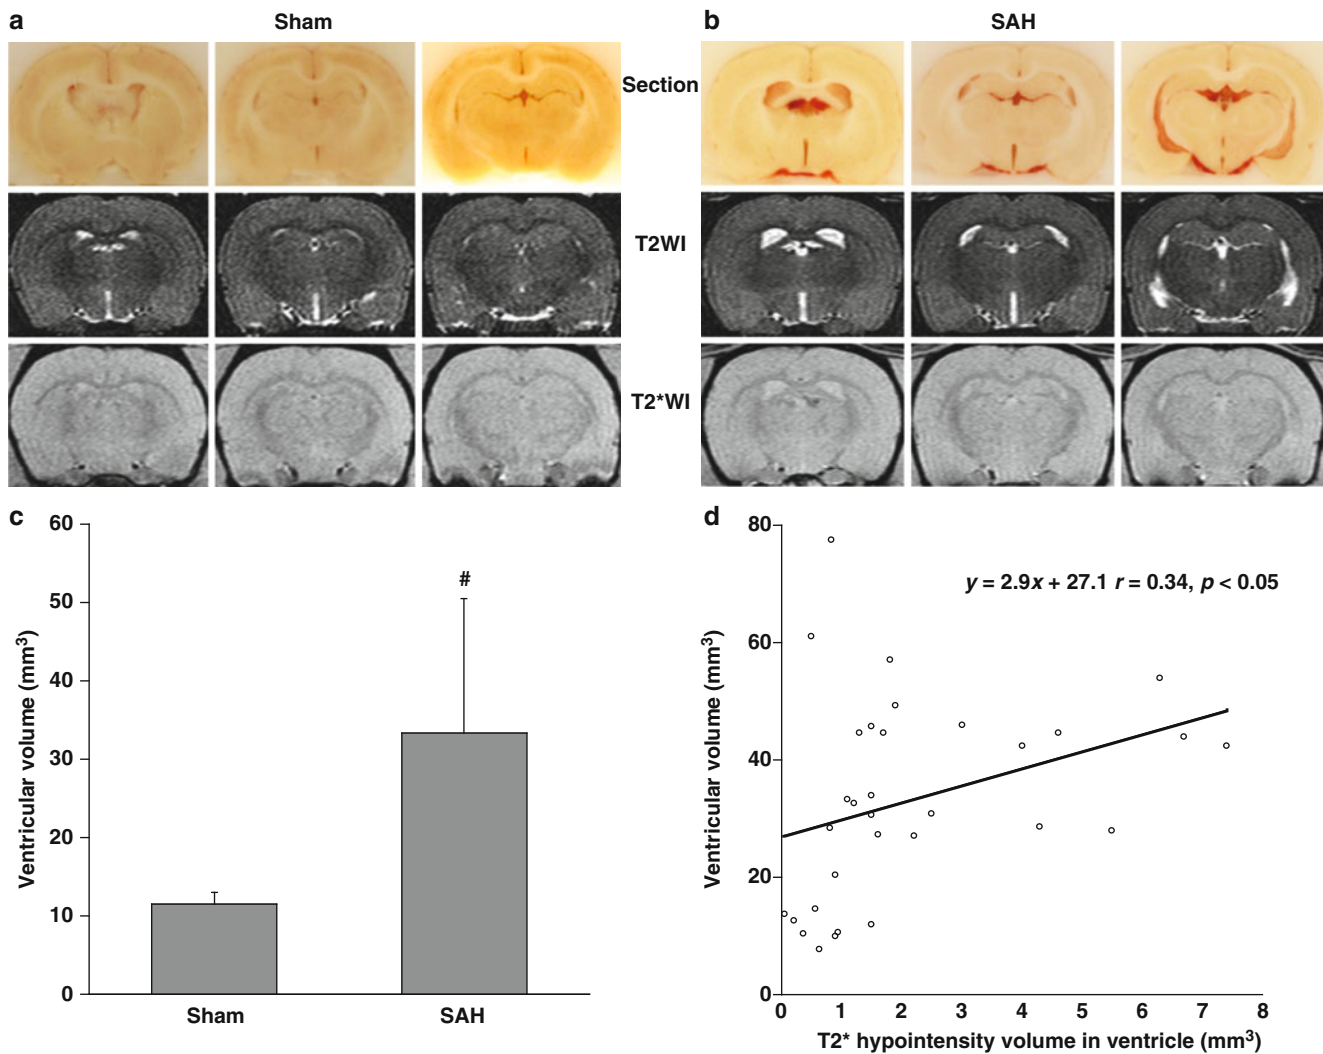 a
Sham
b
SAH
Section
T2WI
T2*WI
c
60
50
40
30
20
10
0
Ventricular volume (mm3)
#
Sham
SAH
d
80
60
40
20
0
Ventricular volume (mm3)
y = 2.9x + 27.1 r = 0.34, p < 0.05
0 1 2 3 4 5 6 7 8
T2* hypointensity volume in ventricle (mm3)